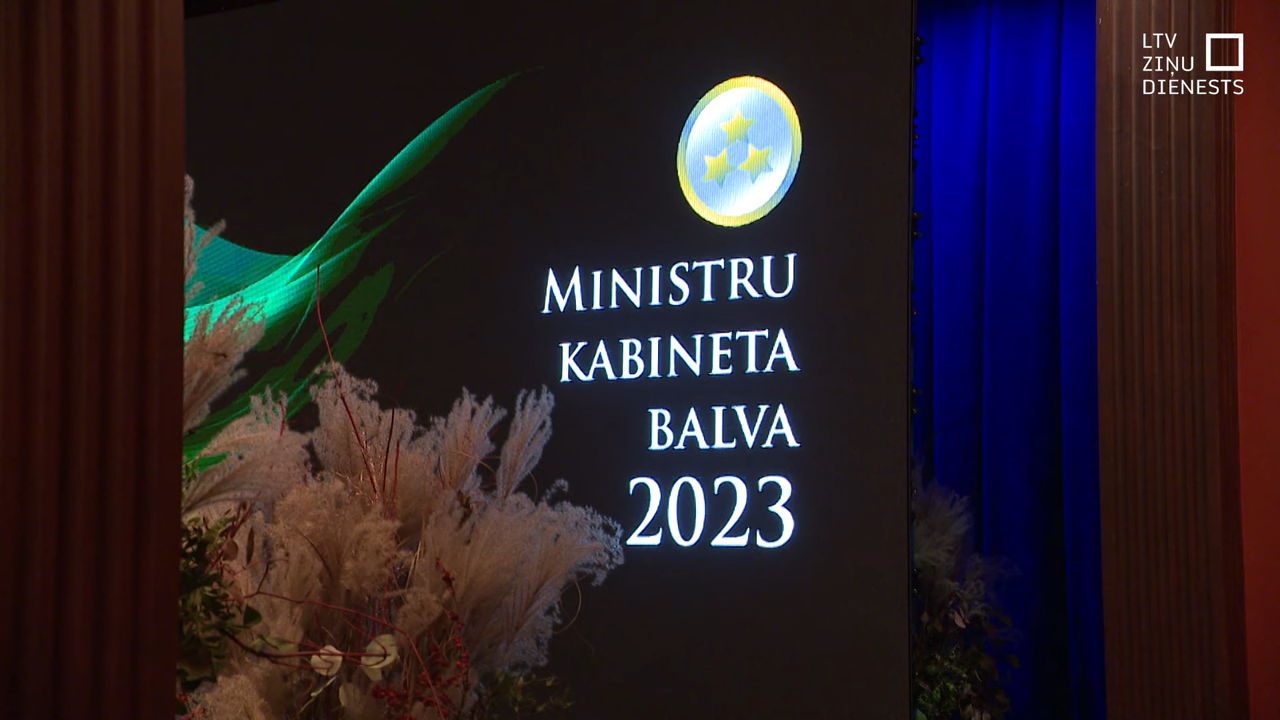 LTV
ZIŅU
DIENESTS
MINISTRU
KABINETA
BALVA
2023